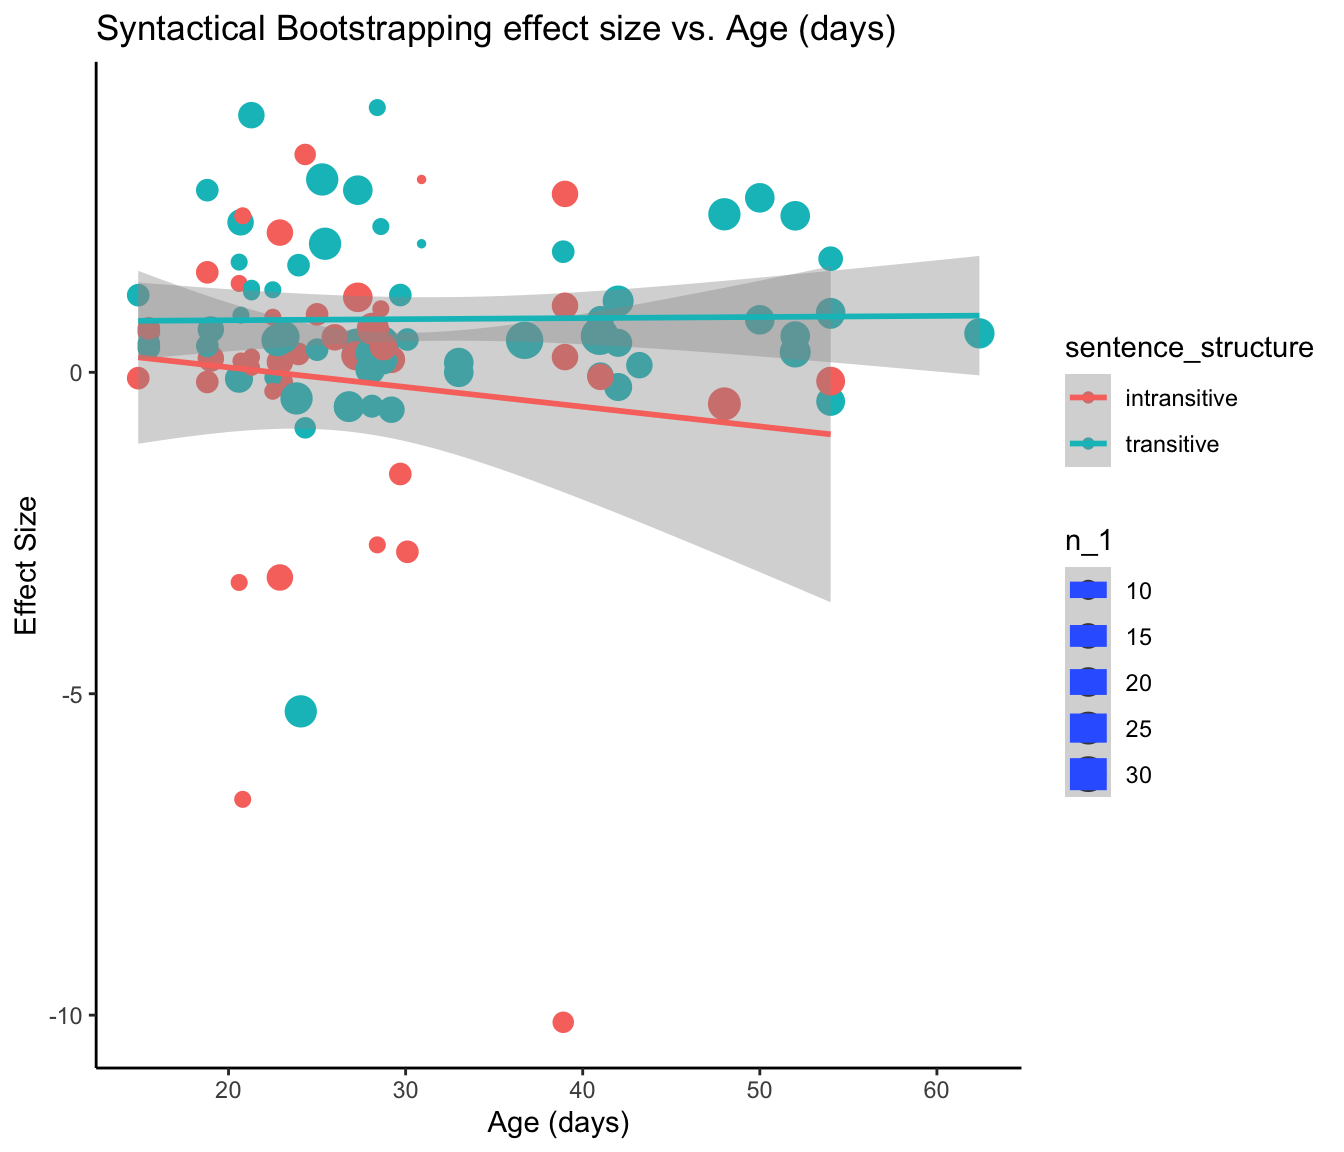 Syntactical Bootstrapping effect size vs. Age (days)
Effect Size
0
-5
-10
20
30
40
50
60
Age (days)
sentence_structure
intransitive
transitive
n_1
10
15
20
25
30